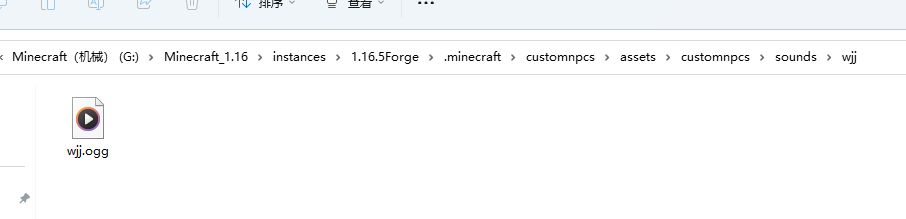 排序 查看 ...
Minecraft（机械） (G:) > Minecraft_1.16 > instances > 1.16.5Forge > .minecraft > customnpcs > assets > customnpcs > sounds > wjj
wjj.ogg